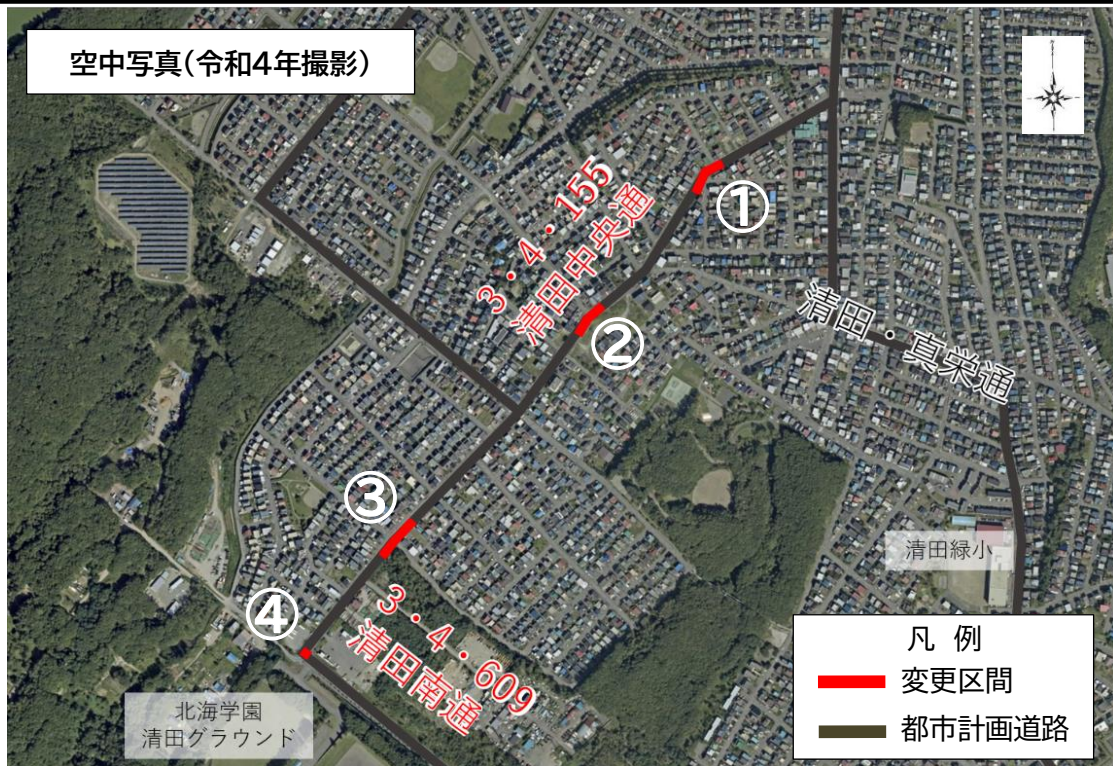 空中写真(令和4年撮影)
①
3・4・155
清田中央通
②
清田・真栄通
③
清田緑小
④
3・4・609
清田南通
北海学園
清田グラウンド
凡 例
変更区間
都市計画道路